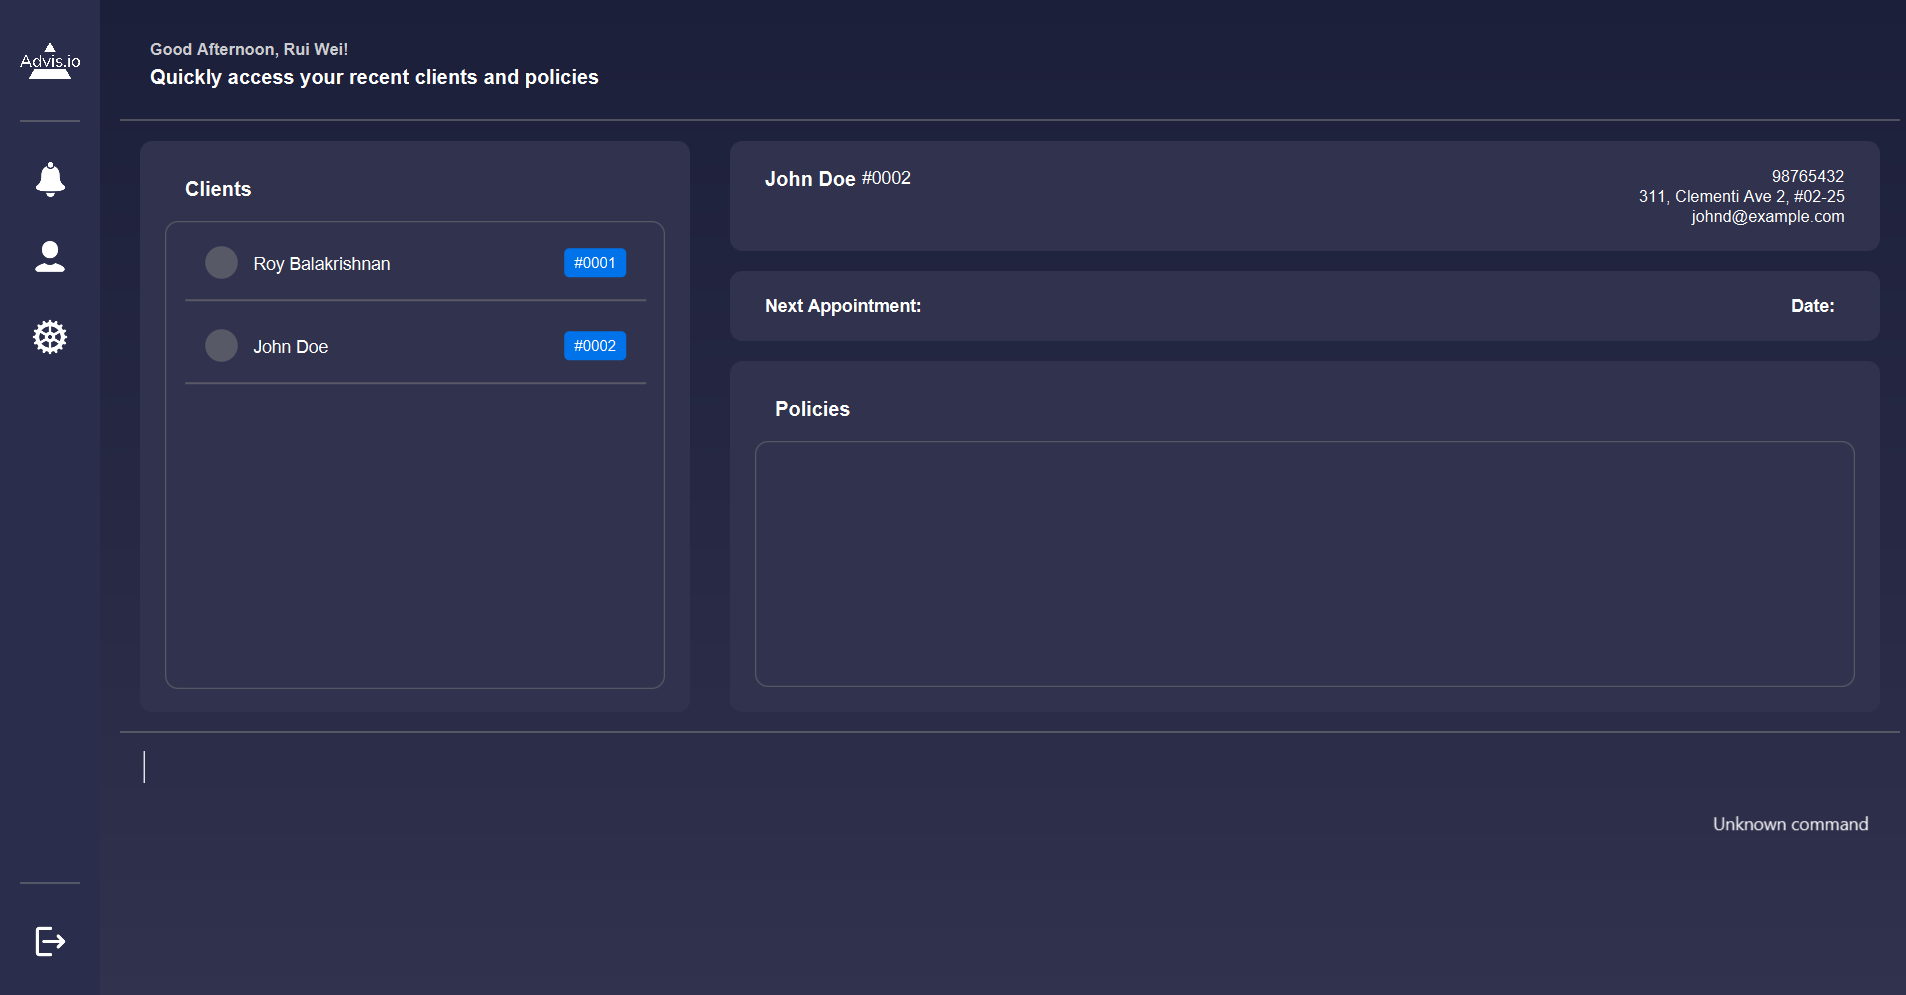 Advis.io
Good Afternoon, Rui Wei!
Quickly access your recent clients and policies
Clients
Roy Balakrishnan #0001
John Doe #0002
John Doe #0002
98765432
311, Clementi Ave 2, #02-25
johnd@example.com
Next Appointment: Date:
Policies
Unknown command